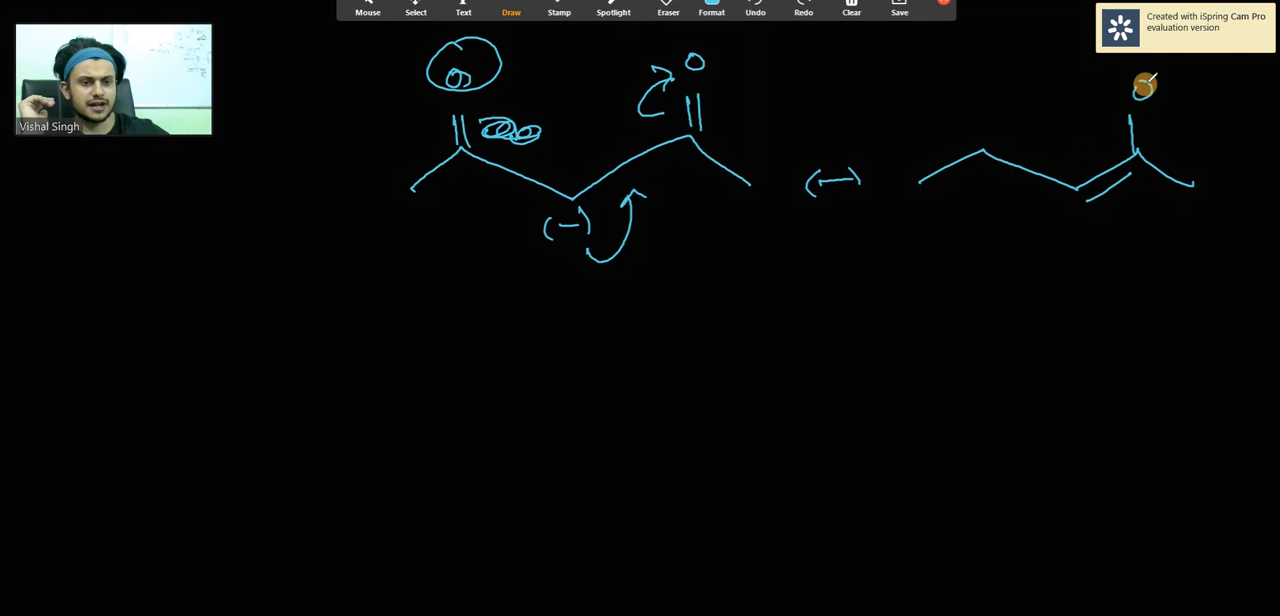 Mouse Select Text Draw Stamp Spotlight Eraser Format Undo Redo Clear Save
Created with iSpring Cam Pro
evaluation version
Vishal Singh
O O O
(-)